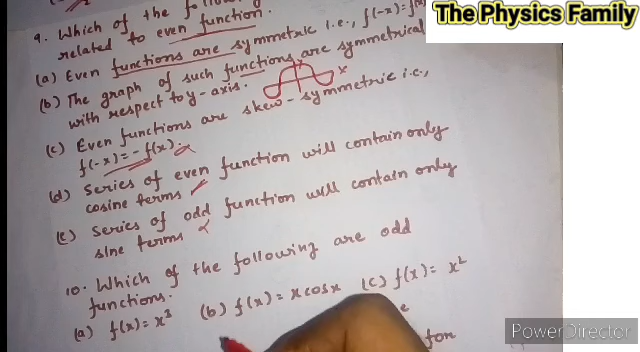 The Physics Family
9. Which of the following
related to even function.
(a) Even functions are symmetric i.e., f(-x)=f(x)
(b) The graph of such functions are symmetrical
with respect to y-axis.
(c) Even functions are skew-symmetric i.e.,
f(-x)=-f(x).
(d) Series of even function will contain only
cosine terms
(e) Series of odd function will contain only
sine terms
10. Which of the following are odd
functions.
(a) f(x)=x³ (b) f(x)=xcosx (c) f(x)=x²
for
PowerDirector